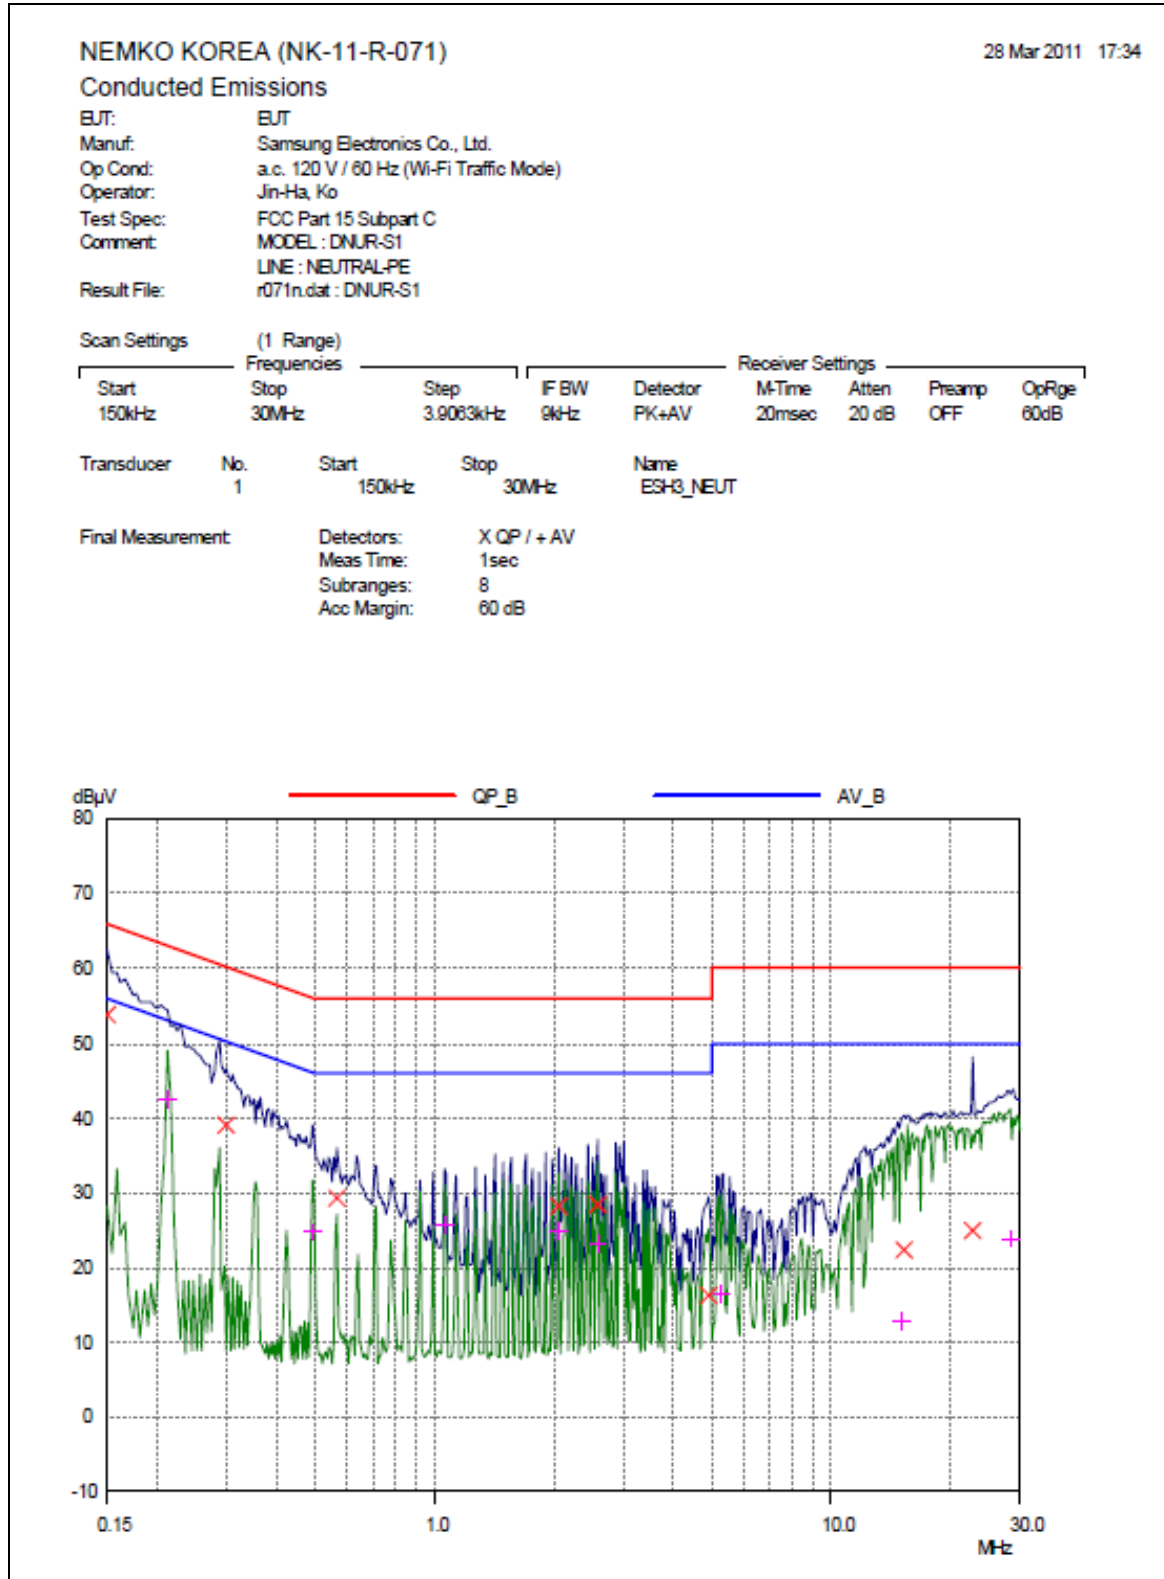 NEMKO KOREA (NK-11-R-071) 28 Mar 2011 17:34
Conducted Emissions
EUT: EUT
Manuf: Samsung Electronics Co., Ltd.
Op Cond: a.c. 120 V / 60 Hz (Wi-Fi Traffic Mode)
Operator: Jin-Ha, Ko
Test Spec: FCC Part 15 Subpart C
Comment: MODEL : DNUR-S1
LINE : NEUTRAL-PE
Result File: r071n.dat : DNUR-S1
Scan Settings (1 Range)
Frequencies Receiver Settings
Start Stop Step IF BW Detector M-Time Atten Preamp OpRge
150kHz 30MHz 3.9063kHz 9kHz PK+AV 20msec 20 dB OFF 60dB
Transducer No. Start Stop Name
1 150kHz 30MHz ESH3_NEUT
Final Measurement: Detectors: X QP / + AV
Meas Time: 1sec
Subranges: 8
Acc Margin: 60 dB
dBµV QP_B AV_B
80
70
60
50
40
30
20
10
0
-10
0.15 1.0 10.0 30.0
MHz